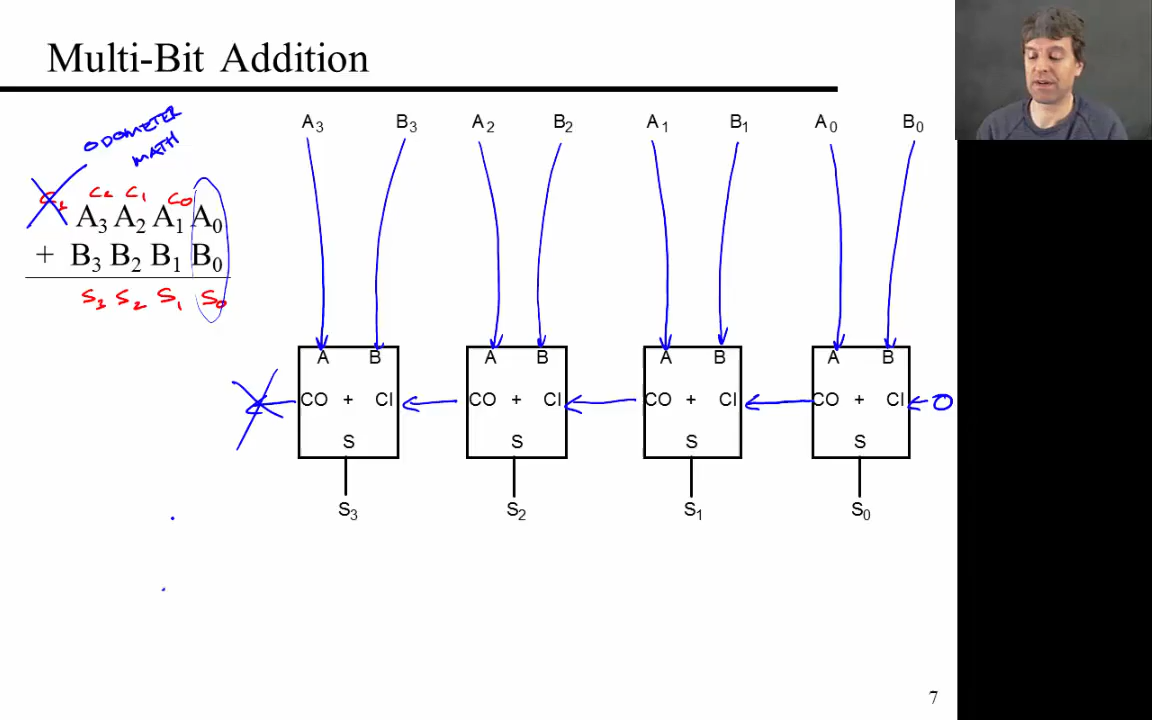 Multi-Bit Addition
ODOMETER
MATH
C₂ C₁ C₀
A₃ A₂ A₁ A₀
+ B₃ B₂ B₁ B₀
S₃ S₂ S₁ S₀
A₃ B₃ A₂ B₂ A₁ B₁ A₀ B₀
A B A B A B A B
CO + CI CO + CI CO + CI CO + CI 0
S S S S
S₃ S₂ S₁ S₀
7